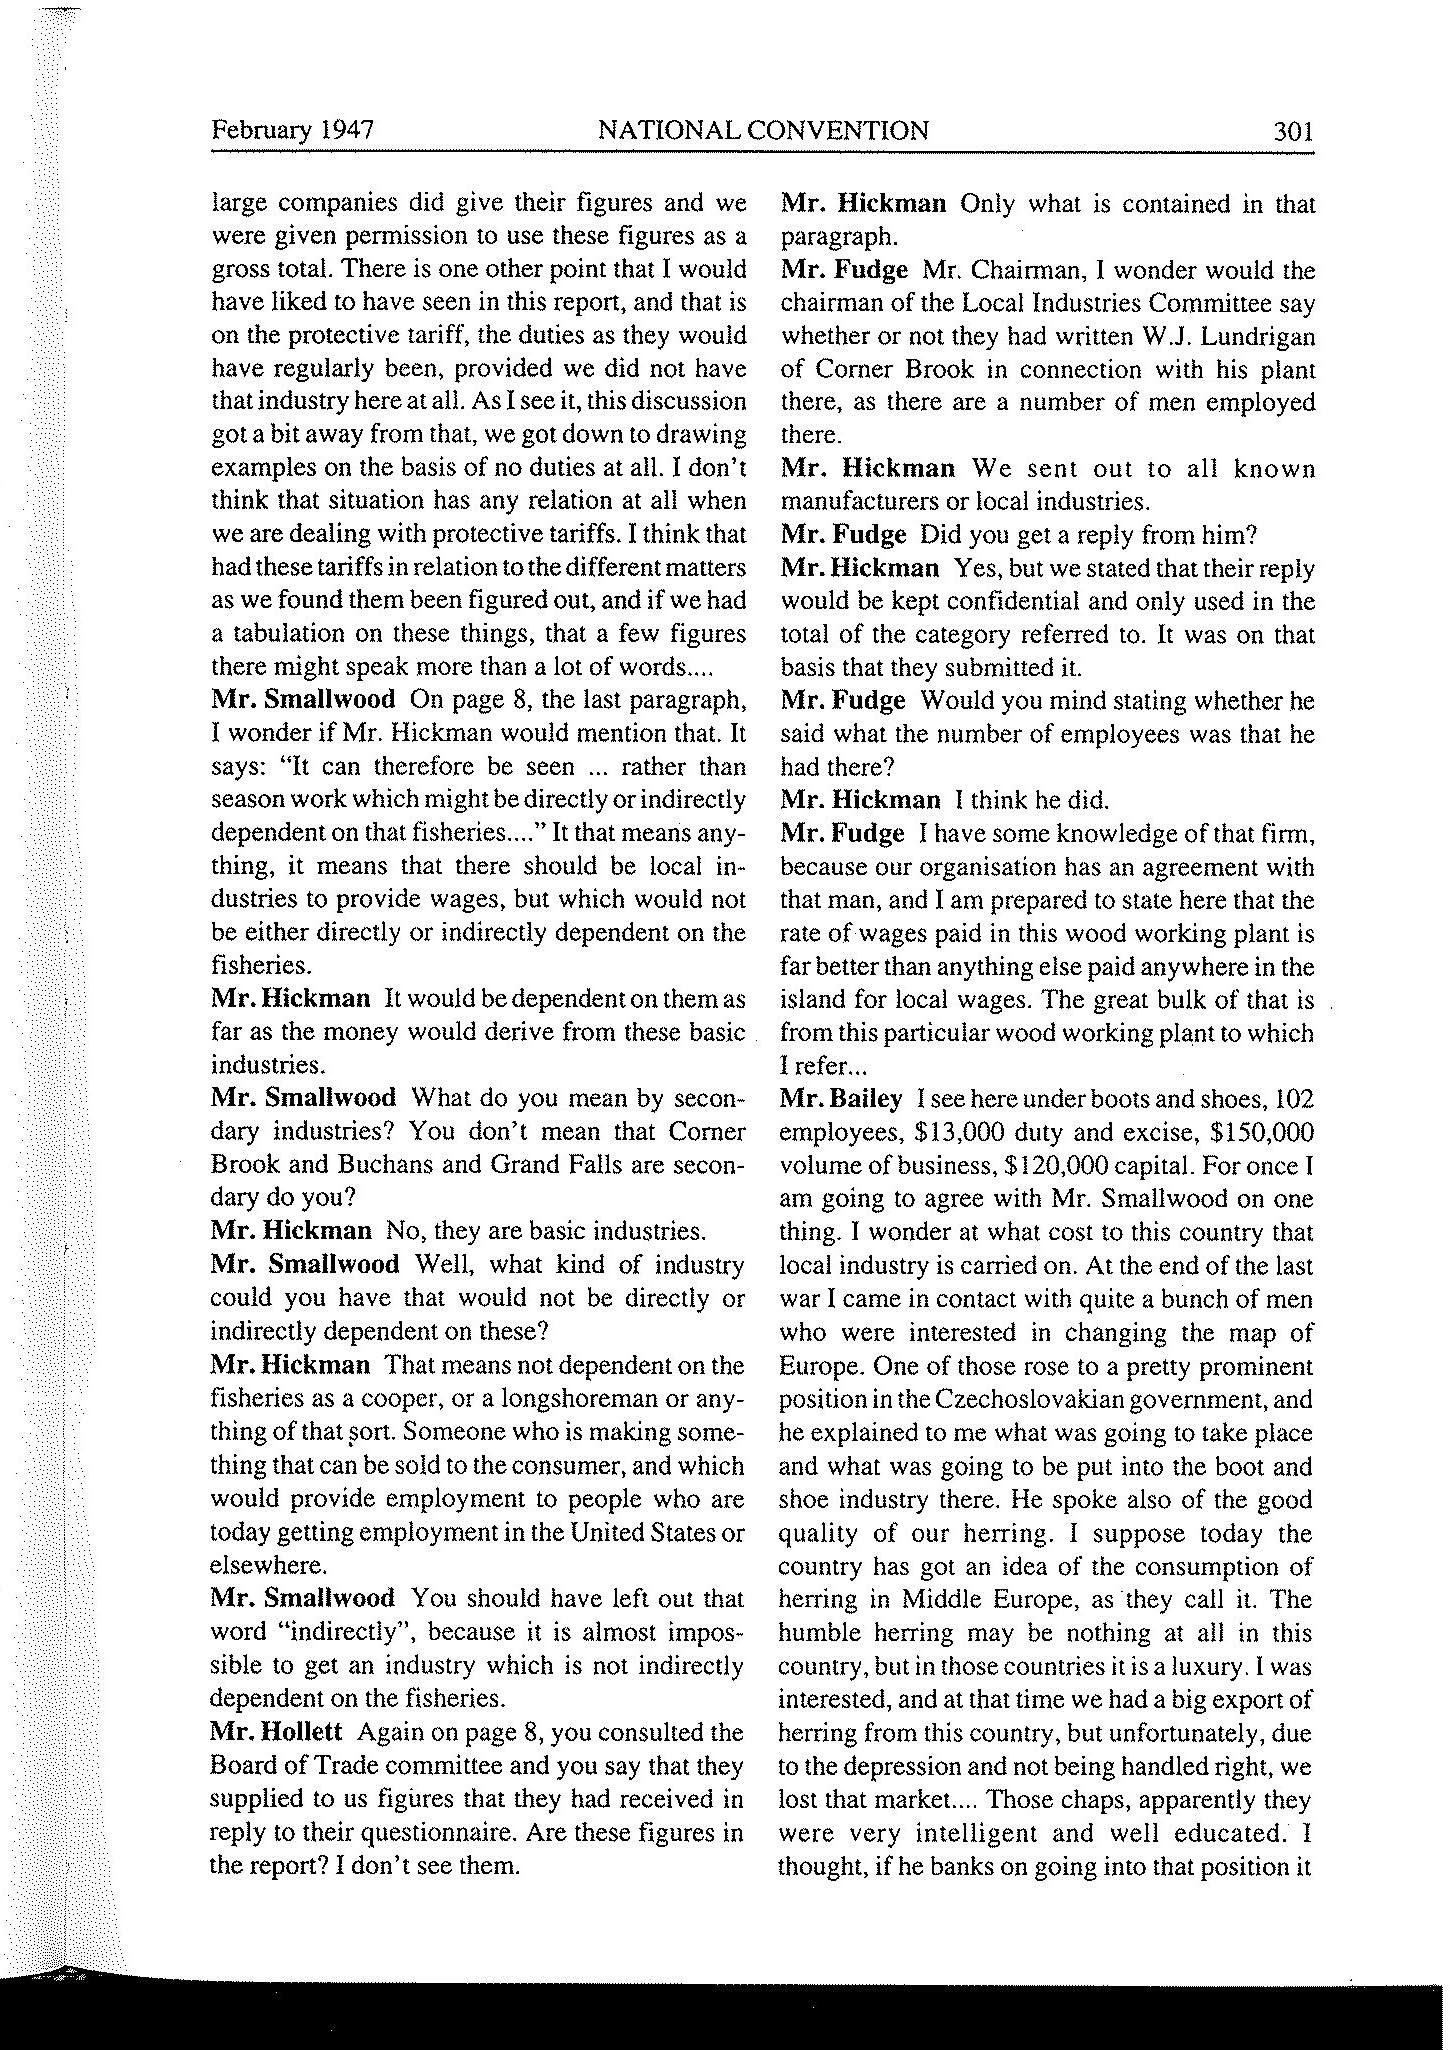 February 1947 NATIONAL CONVENTION 301
large companies did give their figures and we
were given permission to use these figures as a
gross total. There is one other point that I would
have liked to have seen in this report, and that is
on the protective tariff, the duties as they would
have regularly been, provided we did not have
that industry here at all. As I see it, this discussion
got a bit away from that, we got down to drawing
examples on the basis of no duties at all. I don't
think that situation has any relation at all when
we are dealing with protective tariffs. I think that
had these tariffs in relation to the different matters
as we found them been figured out, and if we had
a tabulation on these things, that a few figures
there might speak more than a lot of words....
Mr. Smallwood On page 8, the last paragraph,
I wonder if Mr. Hickman would mention that. It
says: "It can therefore be seen ... rather than
season work which might be directly or indirectly
dependent on that fisheries...." It that means any-
thing, it means that there should be local in-
dustries to provide wages, but which would not
be either directly or indirectly dependent on the
fisheries.
Mr. Hickman It would be dependent on them as
far as the money would derive from these basic
industries.
Mr. Smallwood What do you mean by secon-
dary industries? You don't mean that Corner
Brook and Buchans and Grand Falls are secon-
dary do you?
Mr. Hickman No, they are basic industries.
Mr. Smallwood Well, what kind of industry
could you have that would not be directly or
indirectly dependent on these?
Mr. Hickman That means not dependent on the
fisheries as a cooper, or a longshoreman or any-
thing of that sort. Someone who is making some-
thing that can be sold to the consumer, and which
would provide employment to people who are
today getting employment in the United States or
elsewhere.
Mr. Smallwood You should have left out that
word "indirectly", because it is almost impos-
sible to get an industry which is not indirectly
dependent on the fisheries.
Mr. Hollett Again on page 8, you consulted the
Board of Trade committee and you say that they
supplied to us figures that they had received in
reply to their questionnaire. Are these figures in
the report? I don't see them.
Mr. Hickman Only what is contained in that
paragraph.
Mr. Fudge Mr. Chairman, I wonder would the
chairman of the Local Industries Committee say
whether or not they had written W.J. Lundrigan
of Corner Brook in connection with his plant
there, as there are a number of men employed
there.
Mr. Hickman We sent out to all known
manufacturers or local industries.
Mr. Fudge Did you get a reply from him?
Mr. Hickman Yes, but we stated that their reply
would be kept confidential and only used in the
total of the category referred to. It was on that
basis that they submitted it.
Mr. Fudge Would you mind stating whether he
said what the number of employees was that he
had there?
Mr. Hickman I think he did.
Mr. Fudge I have some knowledge of that firm,
because our organisation has an agreement with
that man, and I am prepared to state here that the
rate of wages paid in this wood working plant is
far better than anything else paid anywhere in the
island for local wages. The great bulk of that is
from this particular wood working plant to which
I refer...
Mr. Bailey I see here under boots and shoes, 102
employees, $13,000 duty and excise, $150,000
volume of business, $120,000 capital. For once I
am going to agree with Mr. Smallwood on one
thing. I wonder at what cost to this country that
local industry is carried on. At the end of the last
war I came in contact with quite a bunch of men
who were interested in changing the map of
Europe. One of those rose to a pretty prominent
position in the Czechoslovakian government, and
he explained to me what was going to take place
and what was going to be put into the boot and
shoe industry there. He spoke also of the good
quality of our herring. I suppose today the
country has got an idea of the consumption of
herring in Middle Europe, as they call it. The
humble herring may be nothing at all in this
country, but in those countries it is a luxury. I was
interested, and at that time we had a big export of
herring from this country, but unfortunately, due
to the depression and not being handled right, we
lost that market.... Those chaps, apparently they
were very intelligent and well educated. I
thought, if he banks on going into that position it